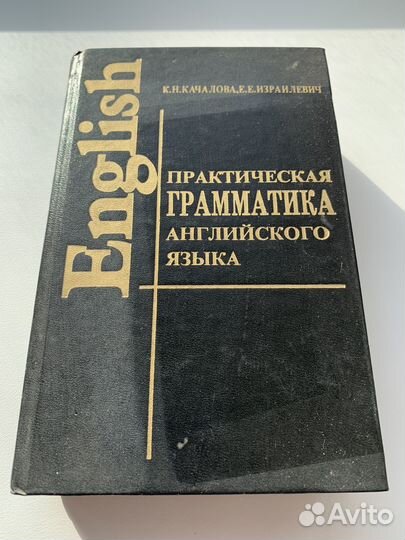 English
К.Н.КАЧАЛОВА, Е.Е.ИЗРАИЛЕВИЧ
ПРАКТИЧЕСКАЯ
ГРАММАТИКА
АНГЛИЙСКОГО
ЯЗЫКА
Avito